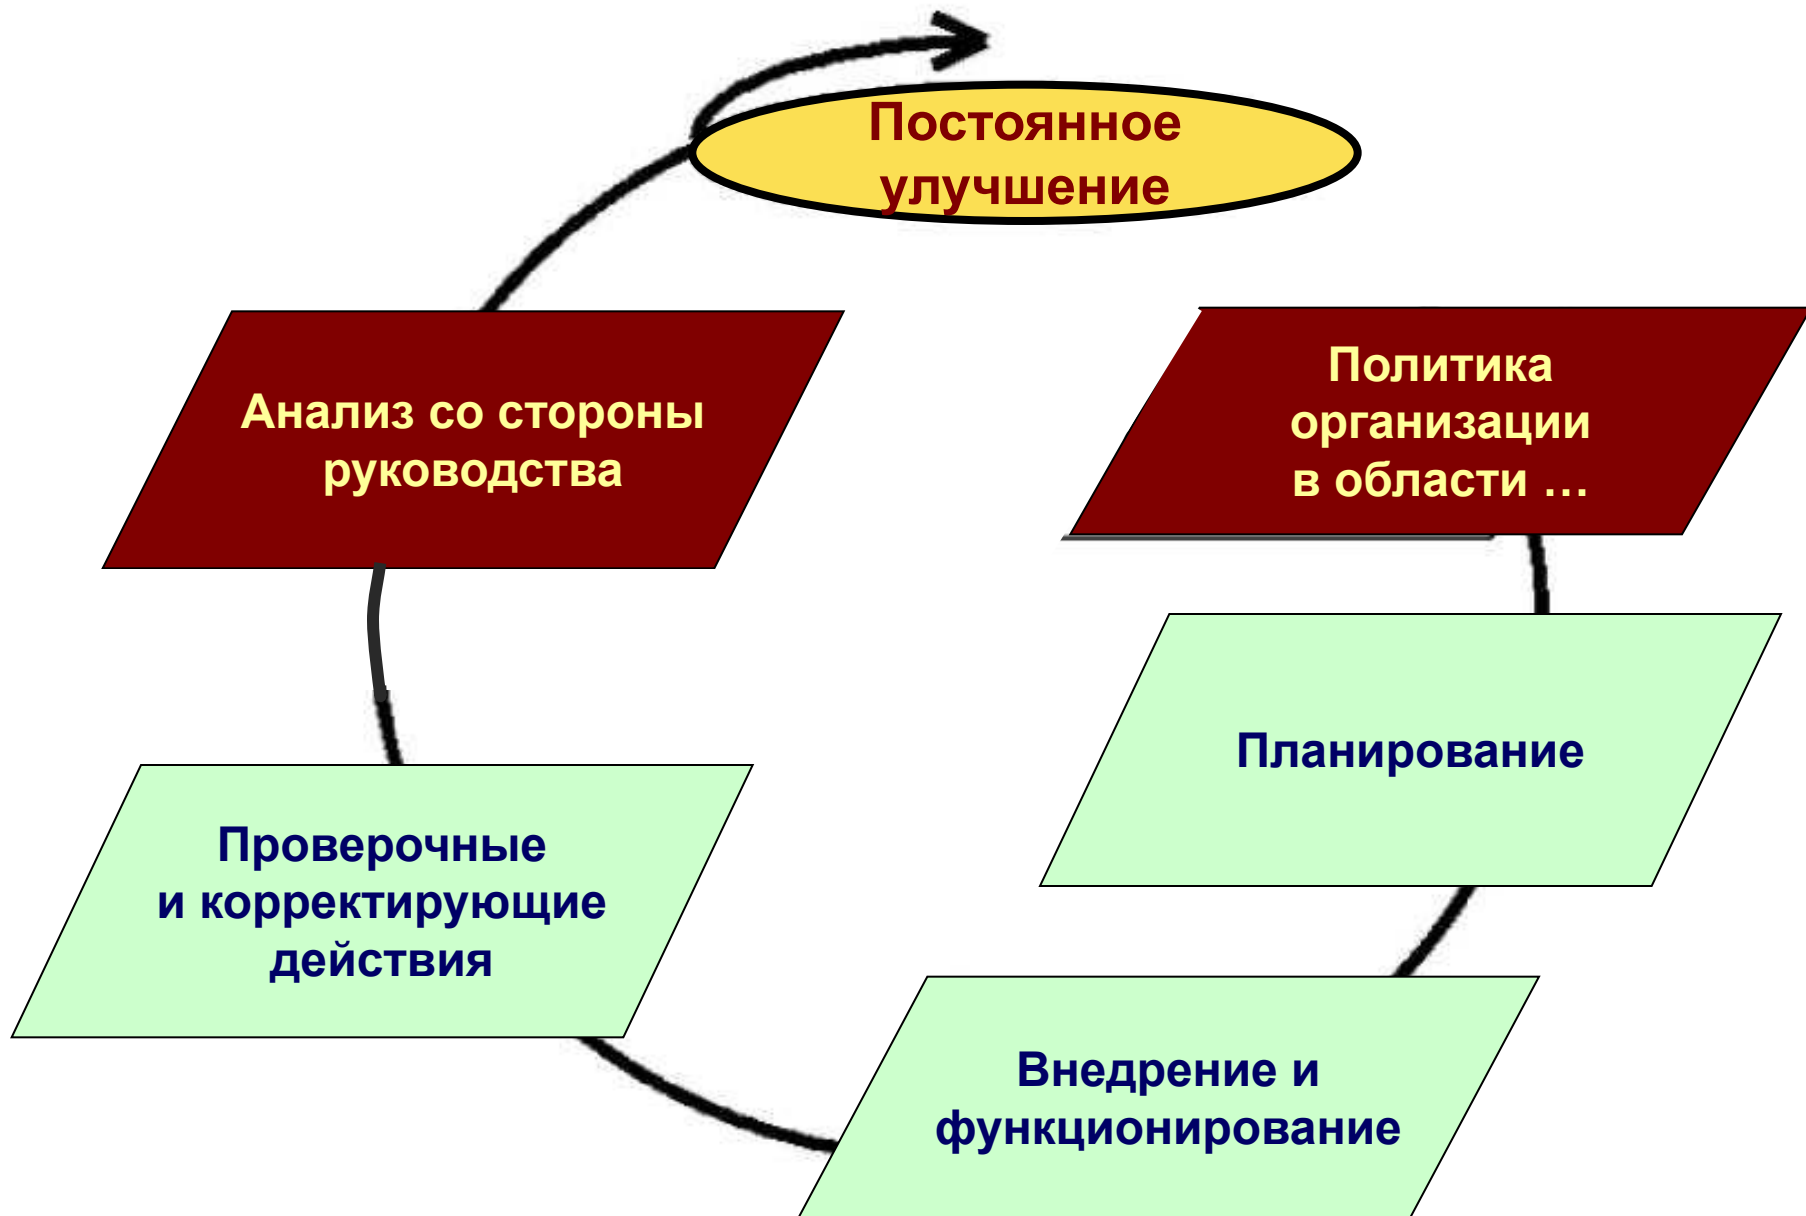 Постоянное
улучшение
Анализ со стороны
руководства
Политика
организации
в области …
Планирование
Проверочные
и корректирующие
действия
Внедрение и
функционирование